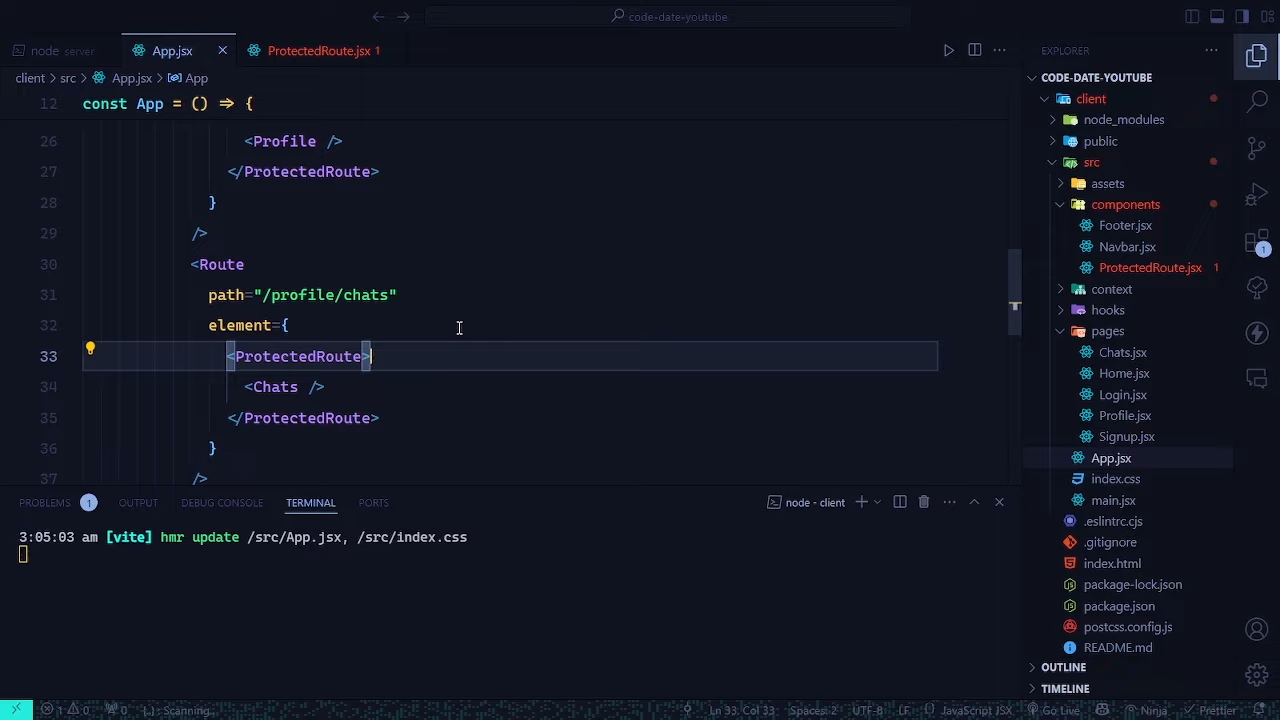 code-date-youtube
node server
App.jsx
ProtectedRoute.jsx 1
client > src > App.jsx > App
12 const App = () => {
26 <Profile />
27 </ProtectedRoute>
28 }
29 />
30 <Route
31 path="/profile/chats"
32 element={
33 <ProtectedRoute>
34 <Chats />
35 </ProtectedRoute>
36 }
37 />
PROBLEMS 1 OUTPUT DEBUG CONSOLE TERMINAL PORTS
node - client
3:05:03 am [vite] hmr update /src/App.jsx, /src/index.css
EXPLORER
CODE-DATE-YOUTUBE
client
node_modules
public
src
assets
components
Footer.jsx
Navbar.jsx
ProtectedRoute.jsx 1
context
hooks
pages
Chats.jsx
Home.jsx
Login.jsx
Profile.jsx
Signup.jsx
App.jsx
index.css
main.jsx
.eslintrc.cjs
.gitignore
index.html
package-lock.json
package.json
postcss.config.js
README.md
OUTLINE
TIMELINE
1
1 0 0 {..} Scanning..
Ln 33, Col 33 Spaces: 2 UTF-8 LF JavaScript JSX Go Live Ninja Prettier